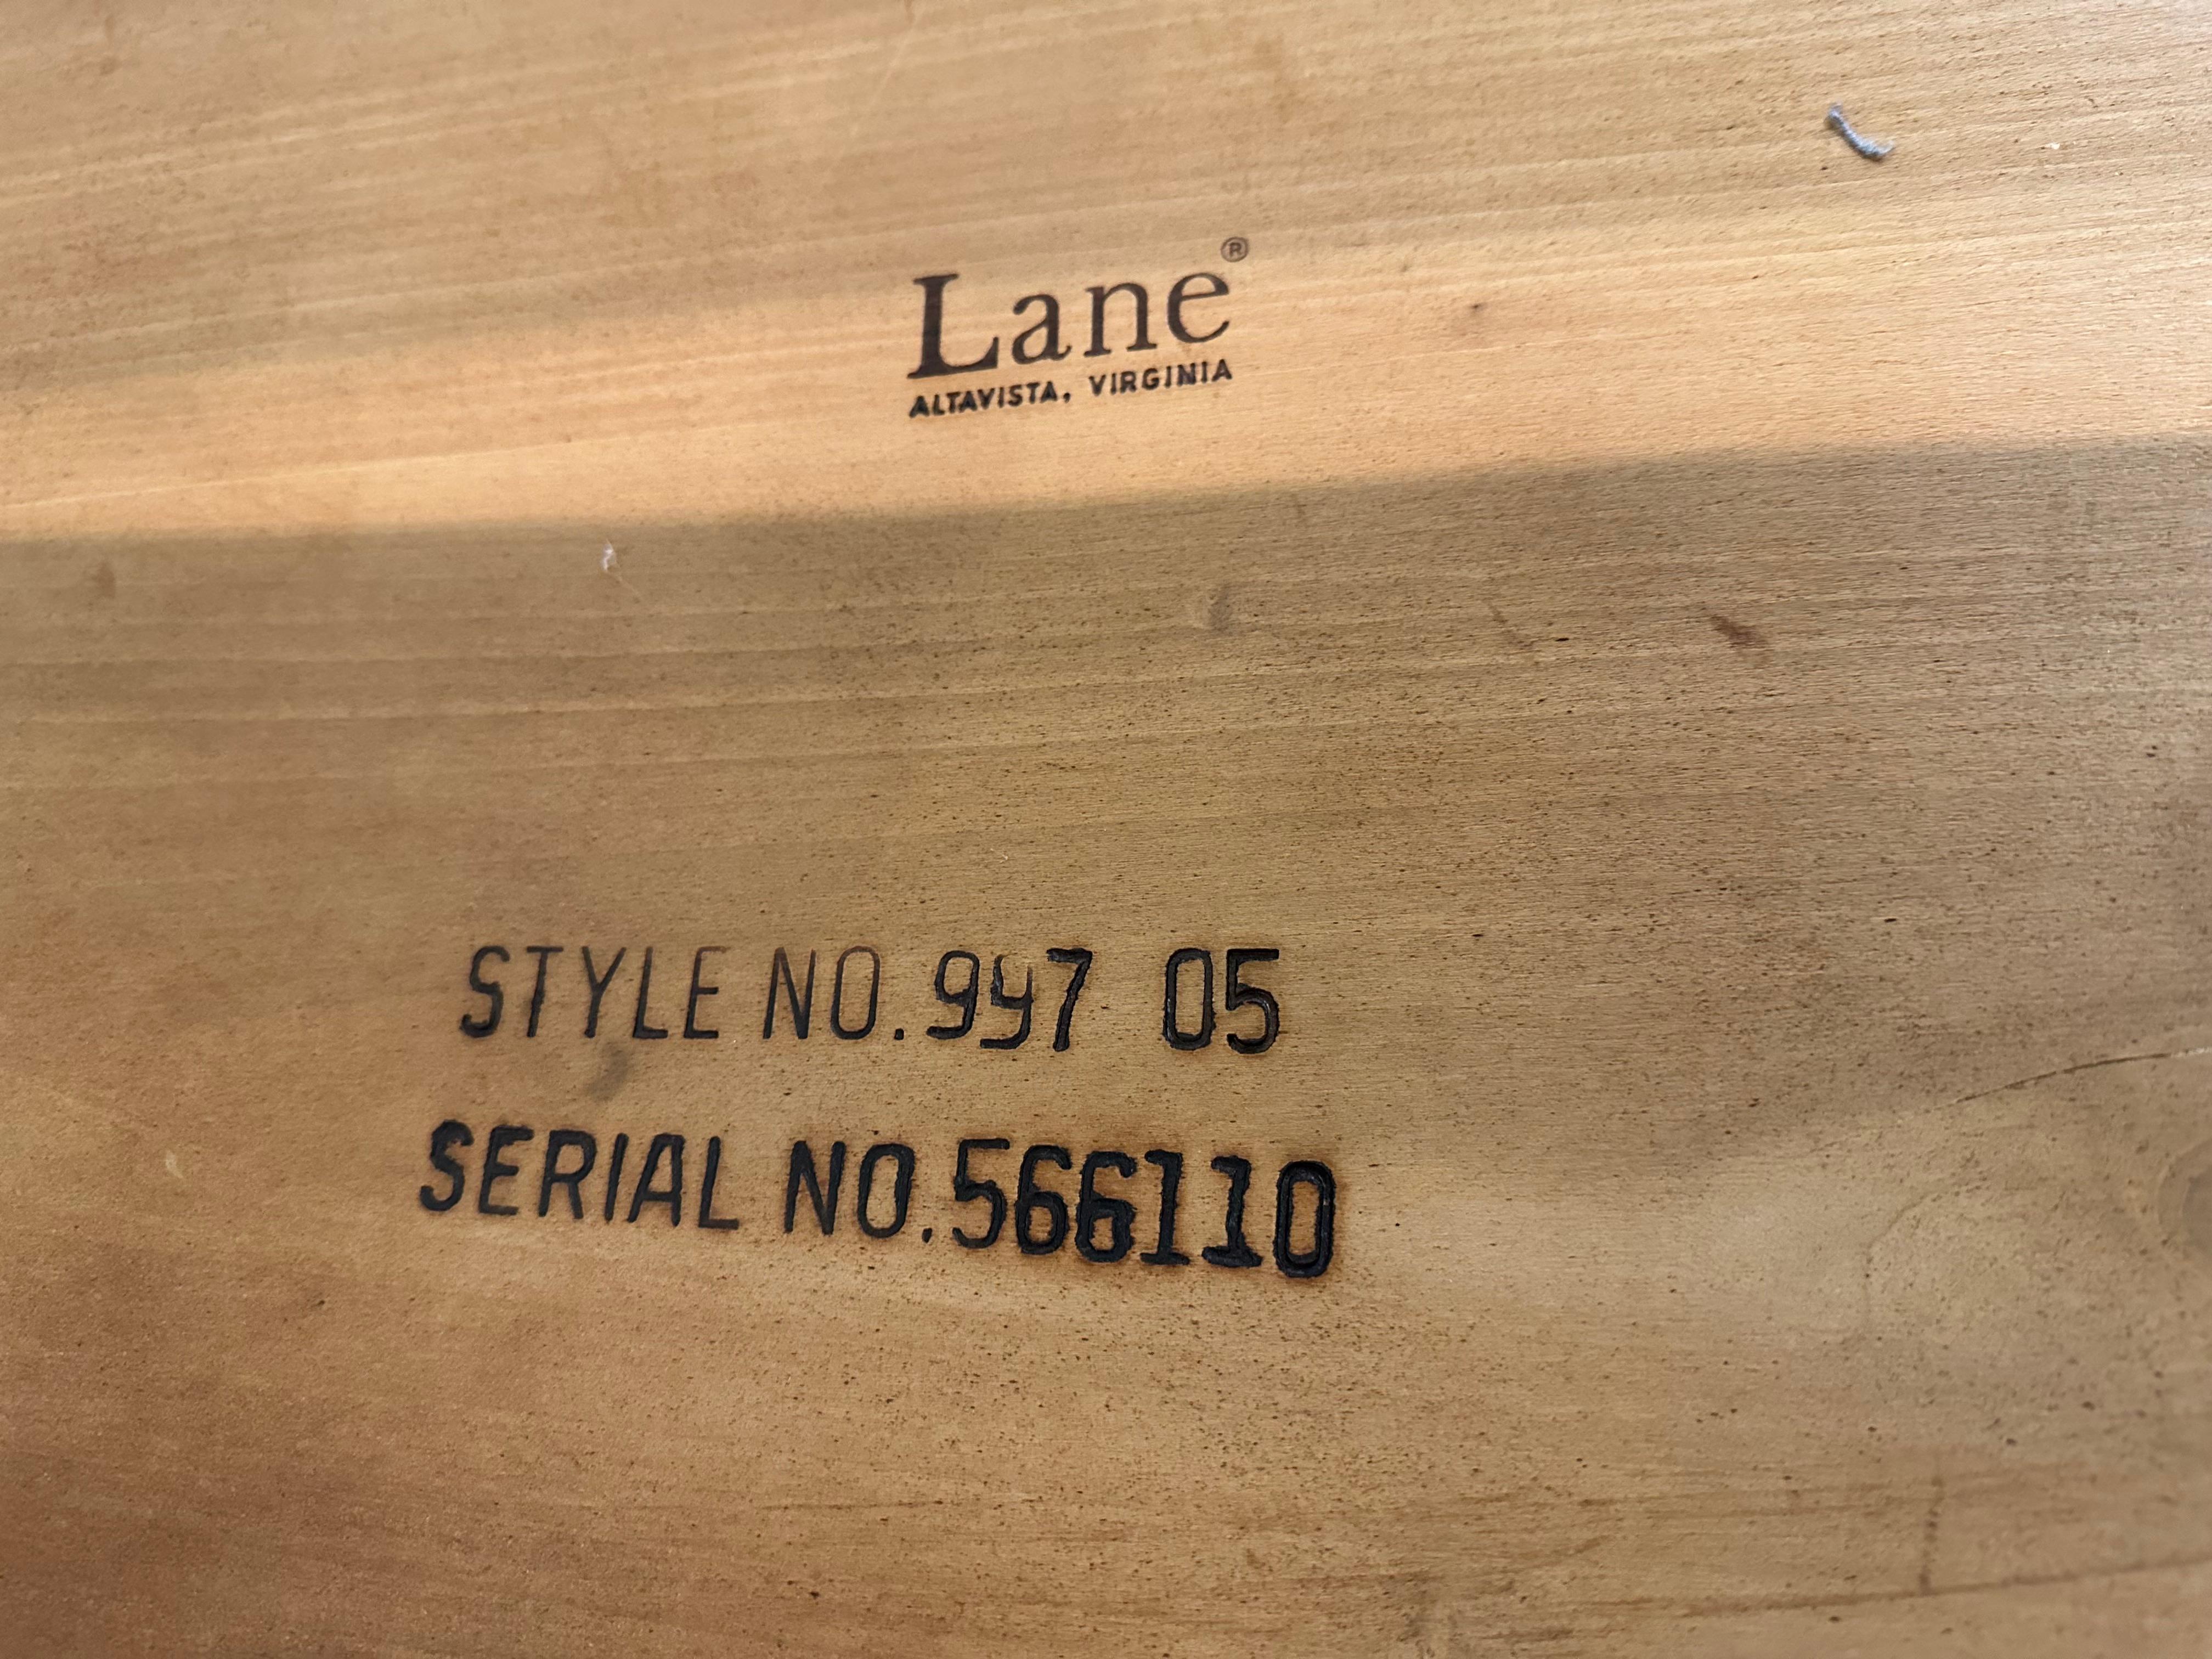 Lane®
ALTAVISTA, VIRGINIA
STYLE NO. 997 05
SERIAL NO. 566110